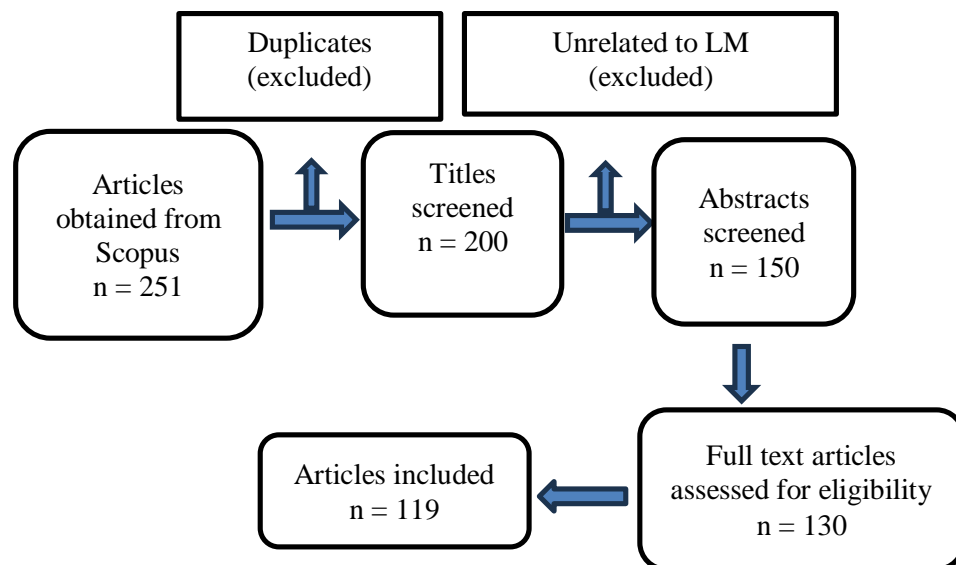 Duplicates
(excluded)
Unrelated to LM
(excluded)
Articles
obtained from
Scopus
n = 251
Titles
screened
n = 200
Abstracts
screened
n = 150
Full text articles
assessed for eligibility
n = 130
Articles included
n = 119